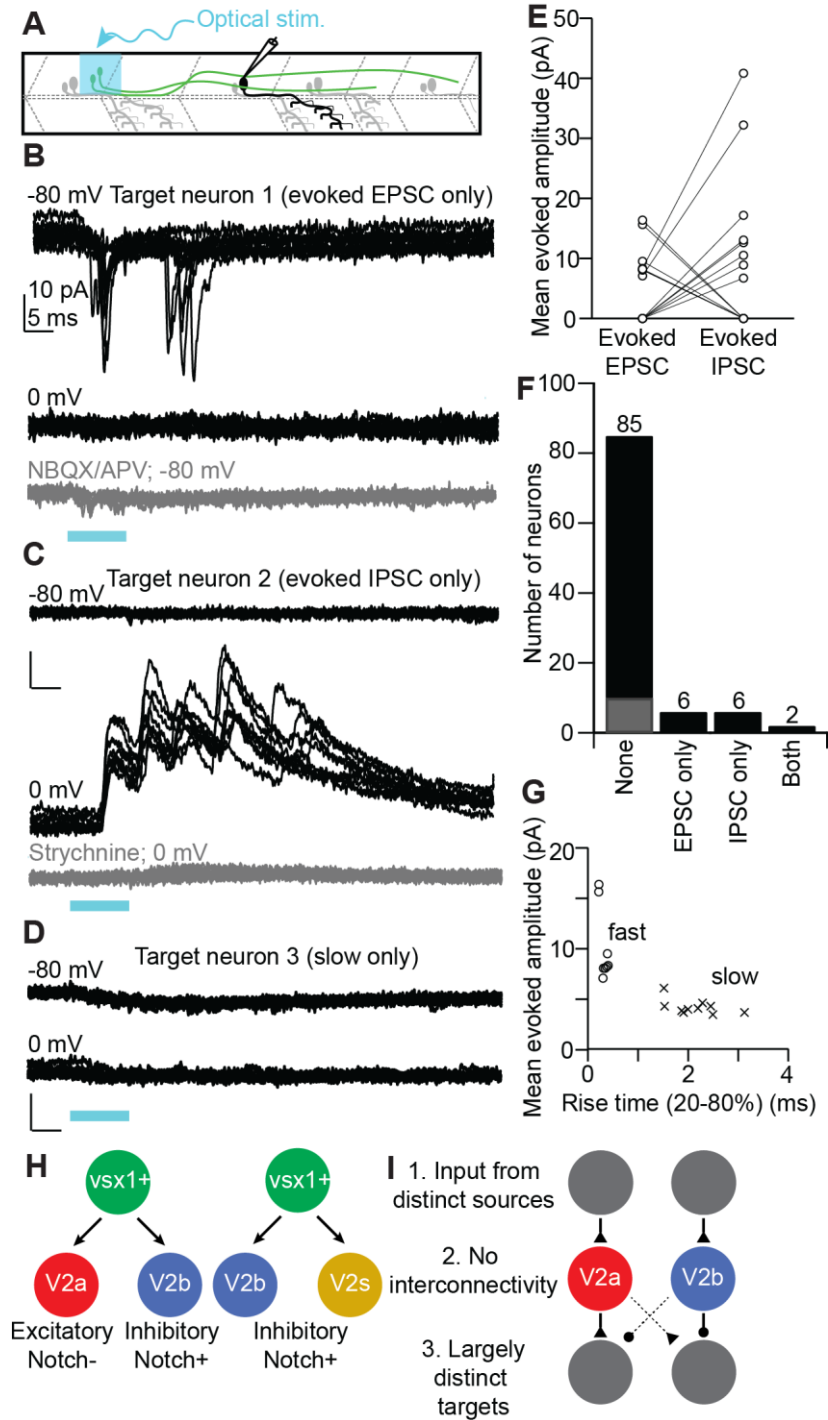 A
Optical stim.
B
-80 mV Target neuron 1 (evoked EPSC only)
10 pA
5 ms
0 mV
NBQX/APV; -80 mV
C
Target neuron 2 (evoked IPSC only)
-80 mV
0 mV
Strychnine; 0 mV
D
Target neuron 3 (slow only)
-80 mV
0 mV
E
Mean evoked amplitude (pA)
50
40
30
20
10
0
Evoked EPSC
Evoked IPSC
F
Number of neurons
100
80
60
40
20
0
85
6
6
2
None
EPSC only
IPSC only
Both
G
Mean evoked amplitude (pA)
20
10
0
fast
slow
0
2
4
Rise time (20-80%) (ms)
H
vsx1+
vsx1+
V2a
V2b
V2b
V2s
Excitatory
Notch-
Inhibitory
Notch+
Inhibitory
Notch+
I
1. Input from
distinct sources
2. No
interconnectivity
V2a
V2b
3. Largely
distinct
targets